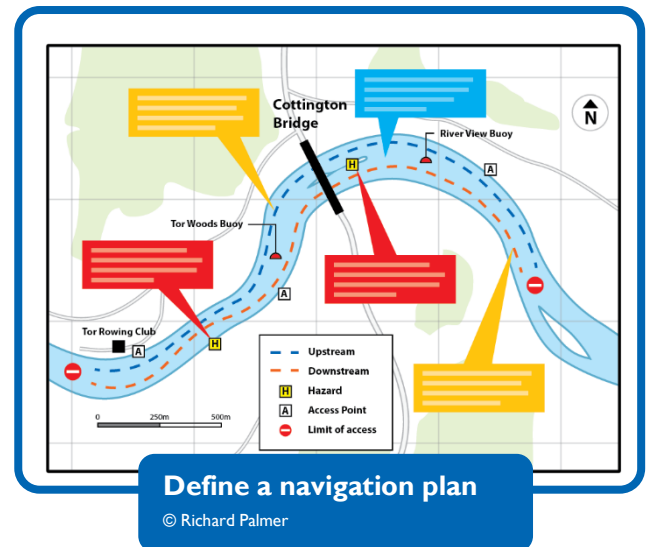 Cottington
Bridge
N
River View Buoy
H
A
Tor Woods Buoy
A
Tor Rowing Club
A
H
Upstream
Downstream
H Hazard
A Access Point
Limit of access
0 250m 500m
Define a navigation plan
© Richard Palmer